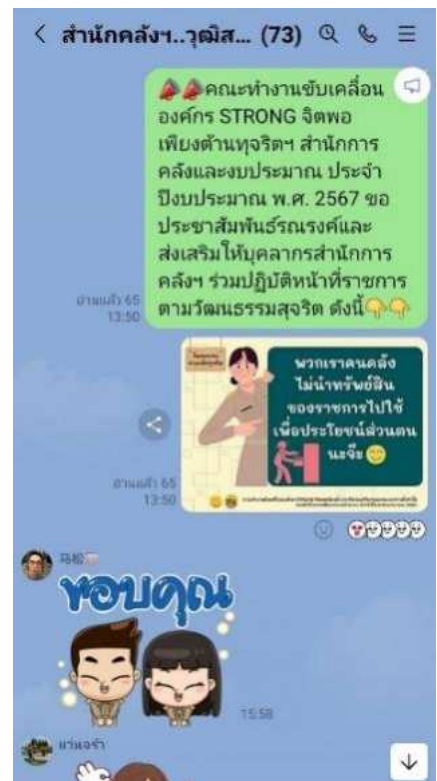 สำนักคลังฯ..วุฒิส... (73)
📣📣คณะทำงานขับเคลื่อน
องค์กร STRONG จิตพอ
เพียงต้านทุจริตฯ สำนักการ
คลังและงบประมาณ ประจำ
ปีงบประมาณ พ.ศ. 2567 ขอ
ประชาสัมพันธ์รณรงค์และ
ส่งเสริมให้บุคลากรสำนักการ
คลังฯ ร่วมปฏิบัติหน้าที่ราชการ
ตามวัฒนธรรมสุจริต ดังนี้👇👇
อ่านแล้ว 65
13:50
พวกเราคนคลัง
ไม่นำทรัพย์สิน
ของราชการไปใช้
เพื่อประโยชน์ส่วนตน
นะจ๊ะ 😊
อ่านแล้ว 65
13:50
ขอบคุณ
15:58
แว่นจร้า